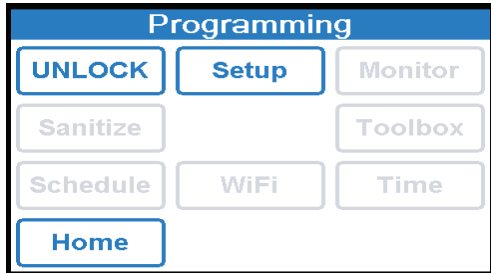 Programming
UNLOCK Setup Monitor
Sanitize Toolbox
Schedule WiFi Time
Home